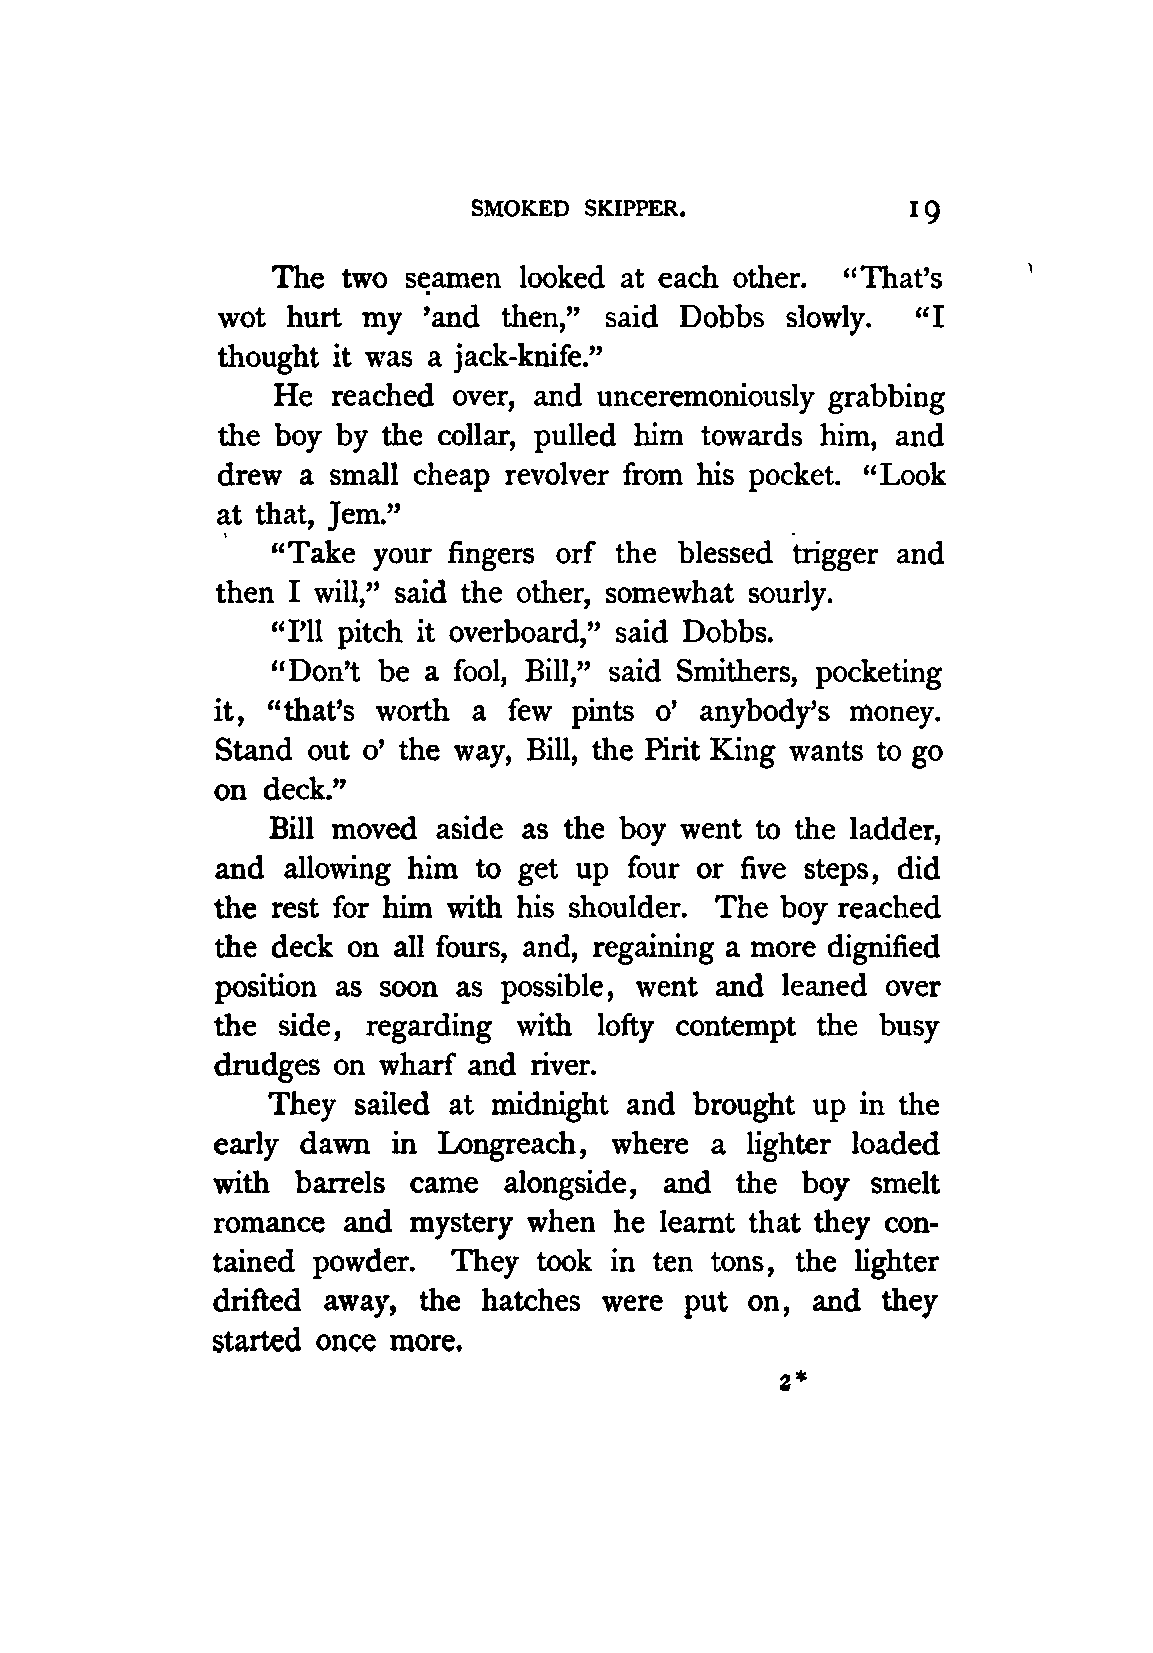 SMOKED SKIPPER. 19
The two seamen looked at each other. “That’s
wot hurt my ’and then,” said Dobbs slowly. “I
thought it was a jack-knife.”
He reached over, and unceremoniously grabbing
the boy by the collar, pulled him towards him, and
drew a small cheap revolver from his pocket. “Look
at that, Jem.”
“Take your fingers orf the blessed trigger and
then I will,” said the other, somewhat sourly.
“I’ll pitch it overboard,” said Dobbs.
“Don’t be a fool, Bill,” said Smithers, pocketing
it, “that’s worth a few pints o’ anybody’s money.
Stand out o’ the way, Bill, the Pirit King wants to go
on deck.”
Bill moved aside as the boy went to the ladder,
and allowing him to get up four or five steps, did
the rest for him with his shoulder. The boy reached
the deck on all fours, and, regaining a more dignified
position as soon as possible, went and leaned over
the side, regarding with lofty contempt the busy
drudges on wharf and river.
They sailed at midnight and brought up in the
early dawn in Longreach, where a lighter loaded
with barrels came alongside, and the boy smelt
romance and mystery when he learnt that they con-
tained powder. They took in ten tons, the lighter
drifted away, the hatches were put on, and they
started once more.
2*